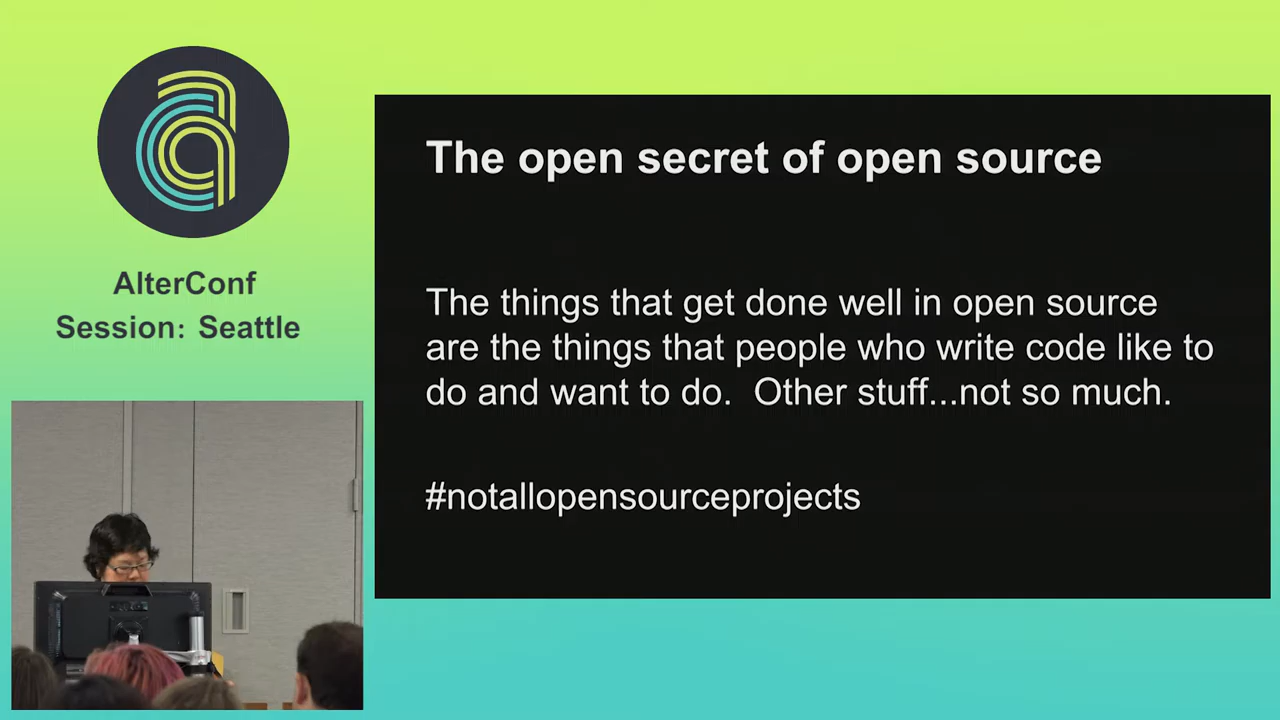 AlterConf
Session: Seattle
The open secret of open source
The things that get done well in open source
are the things that people who write code like to
do and want to do.  Other stuff...not so much.
#notallopensourceprojects